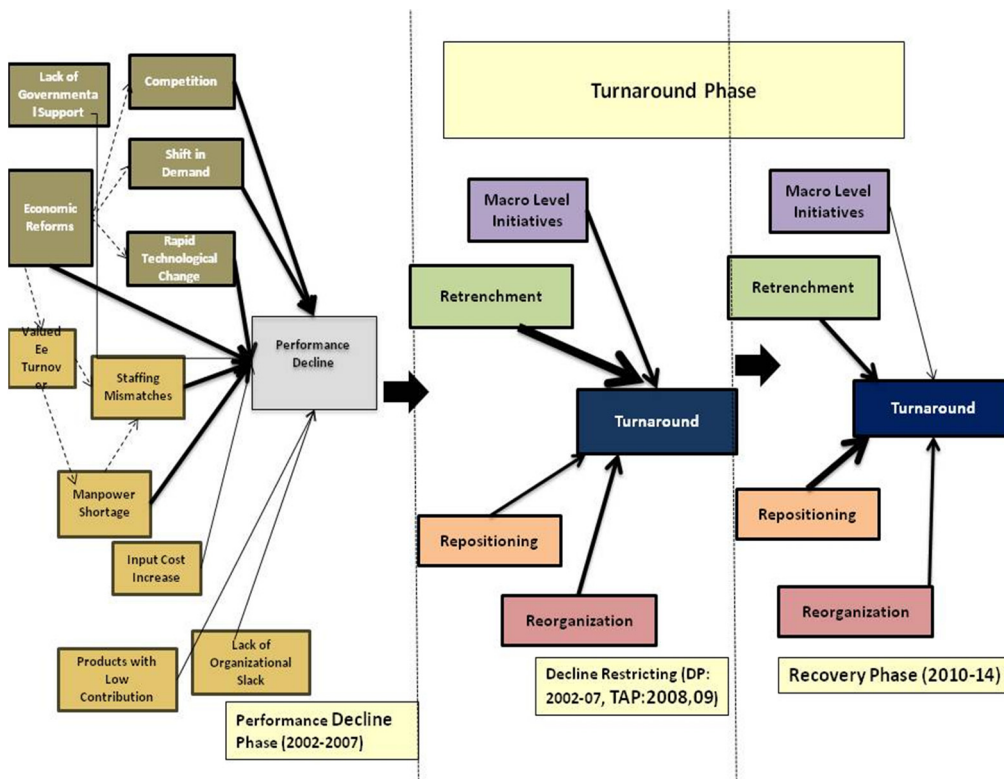 Lack of
Governmenta
l Support
Competition
Shift in
Demand
Economic
Reforms
Rapid
Technological
Change
Valued
Ee
Turnov
er
Staffing
Mismatches
Performance
Decline
Manpower
Shortage
Input Cost
Increase
Products with
Low
Contribution
Lack of
Organizational
Slack
Performance Decline
Phase (2002-2007)
Turnaround Phase
Macro Level
Initiatives
Retrenchment
Turnaround
Repositioning
Reorganization
Decline Restricting (DP:
2002-07, TAP:2008,09)
Macro Level
Initiatives
Retrenchment
Turnaround
Repositioning
Reorganization
Recovery Phase (2010-14)